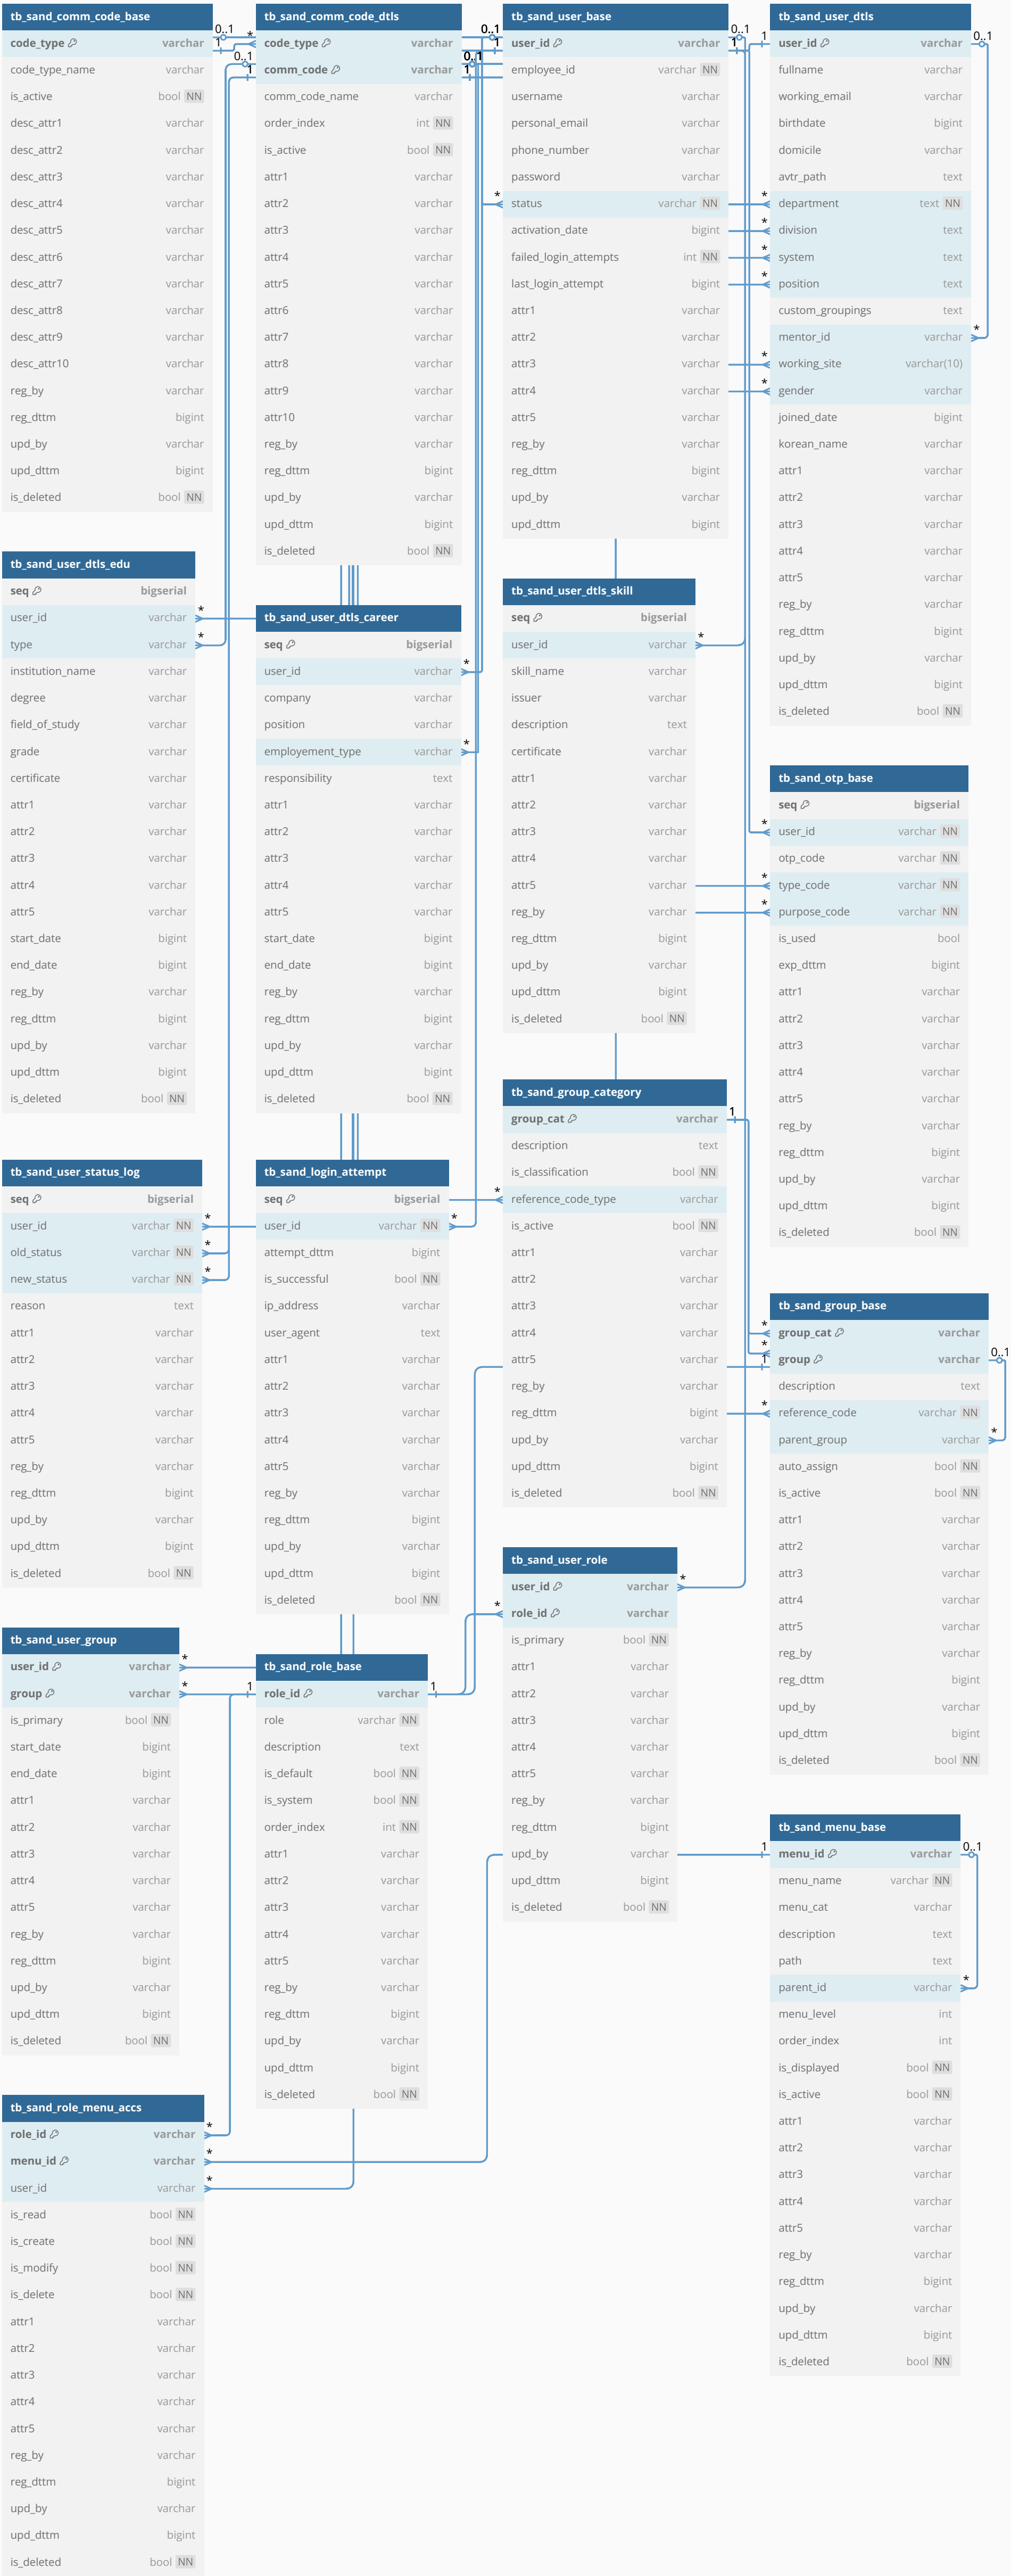 tb_sand_comm_code_base
code_type varchar
code_type_name varchar
is_active bool NN
desc_attr1 varchar
desc_attr2 varchar
desc_attr3 varchar
desc_attr4 varchar
desc_attr5 varchar
desc_attr6 varchar
desc_attr7 varchar
desc_attr8 varchar
desc_attr9 varchar
desc_attr10 varchar
reg_by varchar
reg_dttm bigint
upd_by varchar
upd_dttm bigint
is_deleted bool NN
0..1 *
1
0..1
1
tb_sand_comm_code_dtls
code_type varchar
comm_code varchar
comm_code_name varchar
order_index int NN
is_active bool NN
attr1 varchar
attr2 varchar
attr3 varchar
attr4 varchar
attr5 varchar
attr6 varchar
attr7 varchar
attr8 varchar
attr9 varchar
attr10 varchar
reg_by varchar
reg_dttm bigint
upd_by varchar
upd_dttm bigint
is_deleted bool NN
0..1
1
0..1
1
*
tb_sand_user_base
user_id varchar
employee_id varchar NN
username varchar
personal_email varchar
phone_number varchar
password varchar
status varchar NN
activation_date bigint
failed_login_attempts int NN
last_login_attempt bigint
attr1 varchar
attr2 varchar
attr3 varchar
attr4 varchar
attr5 varchar
reg_by varchar
reg_dttm bigint
upd_by varchar
upd_dttm bigint
0..1
1 1
*
*
*
*
*
*
tb_sand_user_dtls
user_id varchar
fullname varchar
working_email varchar
birthdate bigint
domicile varchar
avtr_path text
department text NN
division text
system text
position text
custom_groupings text
mentor_id varchar
working_site varchar(10)
gender varchar
joined_date bigint
korean_name varchar
attr1 varchar
attr2 varchar
attr3 varchar
attr4 varchar
attr5 varchar
reg_by varchar
reg_dttm bigint
upd_by varchar
upd_dttm bigint
is_deleted bool NN
0..1
*
tb_sand_user_dtls_edu
seq bigserial
user_id varchar *
type varchar *
institution_name varchar
degree varchar
field_of_study varchar
grade varchar
certificate varchar
attr1 varchar
attr2 varchar
attr3 varchar
attr4 varchar
attr5 varchar
start_date bigint
end_date bigint
reg_by varchar
reg_dttm bigint
upd_by varchar
upd_dttm bigint
is_deleted bool NN
tb_sand_user_dtls_career
seq bigserial
user_id varchar *
company varchar
position varchar
employement_type varchar *
responsibility text
attr1 varchar
attr2 varchar
attr3 varchar
attr4 varchar
attr5 varchar
start_date bigint
end_date bigint
reg_by varchar
reg_dttm bigint
upd_by varchar
upd_dttm bigint
is_deleted bool NN
tb_sand_user_dtls_skill
seq bigserial
user_id varchar *
skill_name varchar
issuer varchar
description text
certificate varchar
attr1 varchar
attr2 varchar
attr3 varchar
attr4 varchar
attr5 varchar
reg_by varchar
reg_dttm bigint
upd_by varchar
upd_dttm bigint
is_deleted bool NN
tb_sand_otp_base
seq bigserial
* user_id varchar NN
otp_code varchar NN
* type_code varchar NN
* purpose_code varchar NN
is_used bool
exp_dttm bigint
attr1 varchar
attr2 varchar
attr3 varchar
attr4 varchar
attr5 varchar
reg_by varchar
reg_dttm bigint
upd_by varchar
upd_dttm bigint
is_deleted bool NN
tb_sand_user_status_log
seq bigserial
user_id varchar NN *
old_status varchar NN *
new_status varchar NN *
reason text
attr1 varchar
attr2 varchar
attr3 varchar
attr4 varchar
attr5 varchar
reg_by varchar
reg_dttm bigint
upd_by varchar
upd_dttm bigint
is_deleted bool NN
tb_sand_login_attempt
seq bigserial
user_id varchar NN *
attempt_dttm bigint
is_successful bool NN
ip_address varchar
user_agent text
attr1 varchar
attr2 varchar
attr3 varchar
attr4 varchar
attr5 varchar
reg_by varchar
reg_dttm bigint
upd_by varchar
upd_dttm bigint
is_deleted bool NN
tb_sand_group_category
group_cat varchar 1
description text
is_classification bool NN
* reference_code_type varchar
is_active bool NN
attr1 varchar
attr2 varchar
attr3 varchar
attr4 varchar
attr5 varchar
reg_by varchar
reg_dttm bigint
upd_by varchar
upd_dttm bigint
is_deleted bool NN
tb_sand_group_base
* group_cat varchar
*
1 group varchar 0..1
description text
* reference_code varchar NN
parent_group varchar *
auto_assign bool NN
is_active bool NN
attr1 varchar
attr2 varchar
attr3 varchar
attr4 varchar
attr5 varchar
reg_by varchar
reg_dttm bigint
upd_by varchar
upd_dttm bigint
is_deleted bool NN
tb_sand_user_group
user_id varchar *
group varchar *
is_primary bool NN
start_date bigint
end_date bigint
attr1 varchar
attr2 varchar
attr3 varchar
attr4 varchar
attr5 varchar
reg_by varchar
reg_dttm bigint
upd_by varchar
upd_dttm bigint
is_deleted bool NN
tb_sand_role_base
1 role_id varchar 1
role varchar NN
description text
is_default bool NN
is_system bool NN
order_index int NN
attr1 varchar
attr2 varchar
attr3 varchar
attr4 varchar
attr5 varchar
reg_by varchar
reg_dttm bigint
upd_by varchar
upd_dttm bigint
is_deleted bool NN
tb_sand_user_role
user_id varchar *
* role_id varchar
is_primary bool NN
attr1 varchar
attr2 varchar
attr3 varchar
attr4 varchar
attr5 varchar
reg_by varchar
reg_dttm bigint
upd_by varchar
upd_dttm bigint
is_deleted bool NN
tb_sand_menu_base
1 menu_id varchar 0..1
menu_name varchar NN
menu_cat varchar
description text
path text
parent_id varchar *
menu_level int
order_index int
is_displayed bool NN
is_active bool NN
attr1 varchar
attr2 varchar
attr3 varchar
attr4 varchar
attr5 varchar
reg_by varchar
reg_dttm bigint
upd_by varchar
upd_dttm bigint
is_deleted bool NN
tb_sand_role_menu_accs
role_id varchar *
menu_id varchar *
user_id varchar *
is_read bool NN
is_create bool NN
is_modify bool NN
is_delete bool NN
attr1 varchar
attr2 varchar
attr3 varchar
attr4 varchar
attr5 varchar
reg_by varchar
reg_dttm bigint
upd_by varchar
upd_dttm bigint
is_deleted bool NN